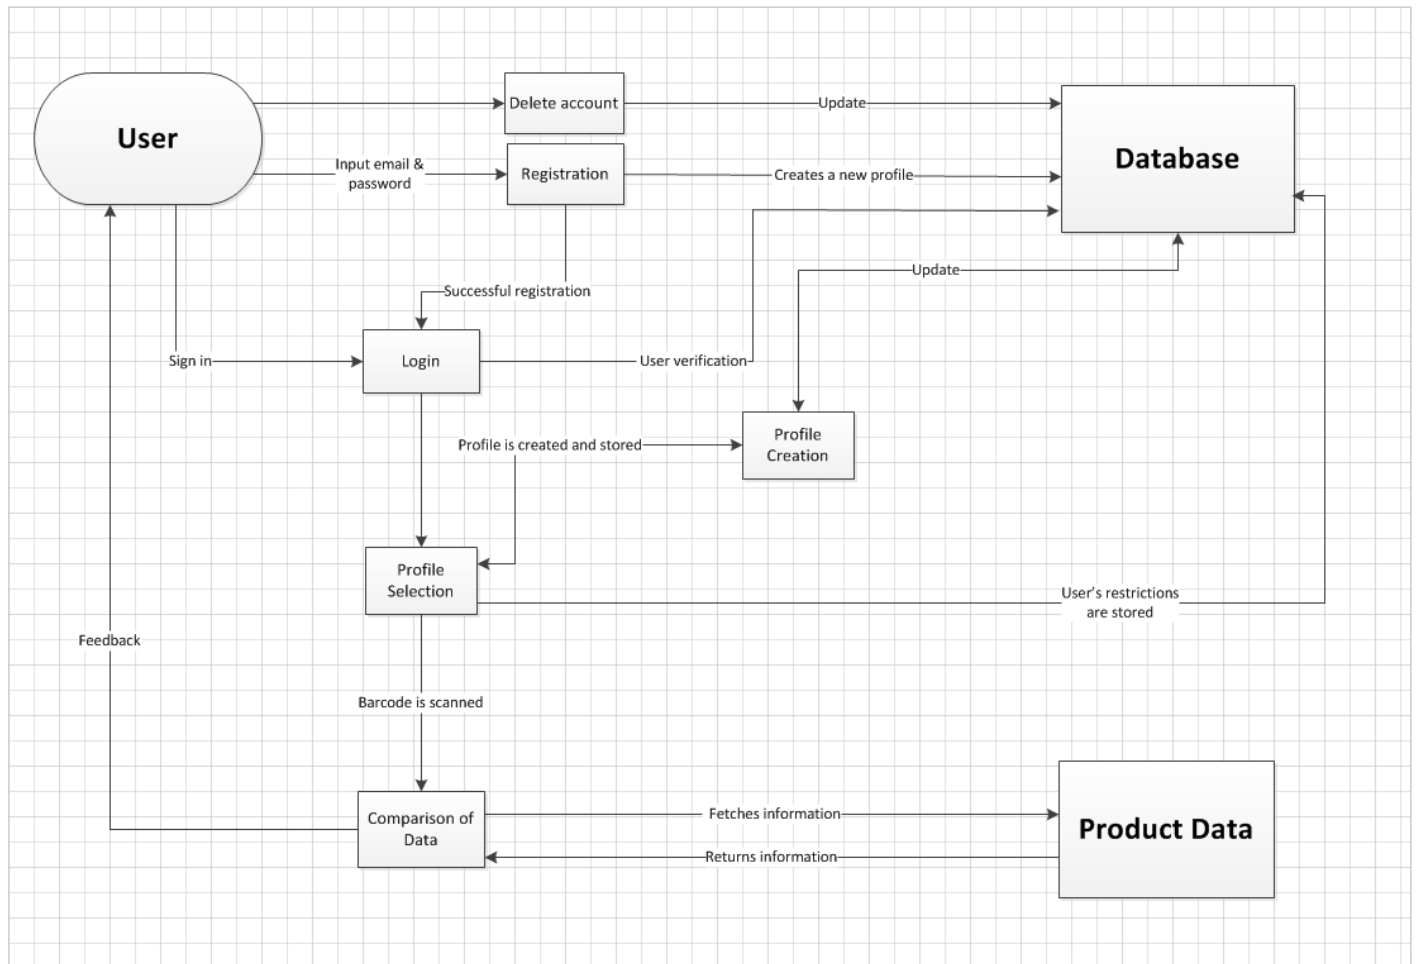 User
Delete account
Update
Database
Input email &
password
Registration
Creates a new profile
Update
Successful registration
Sign in
Login
User verification
Profile is created and stored
Profile
Creation
Profile
Selection
User's restrictions
are stored
Feedback
Barcode is scanned
Comparison of
Data
Fetches information
Returns information
Product Data